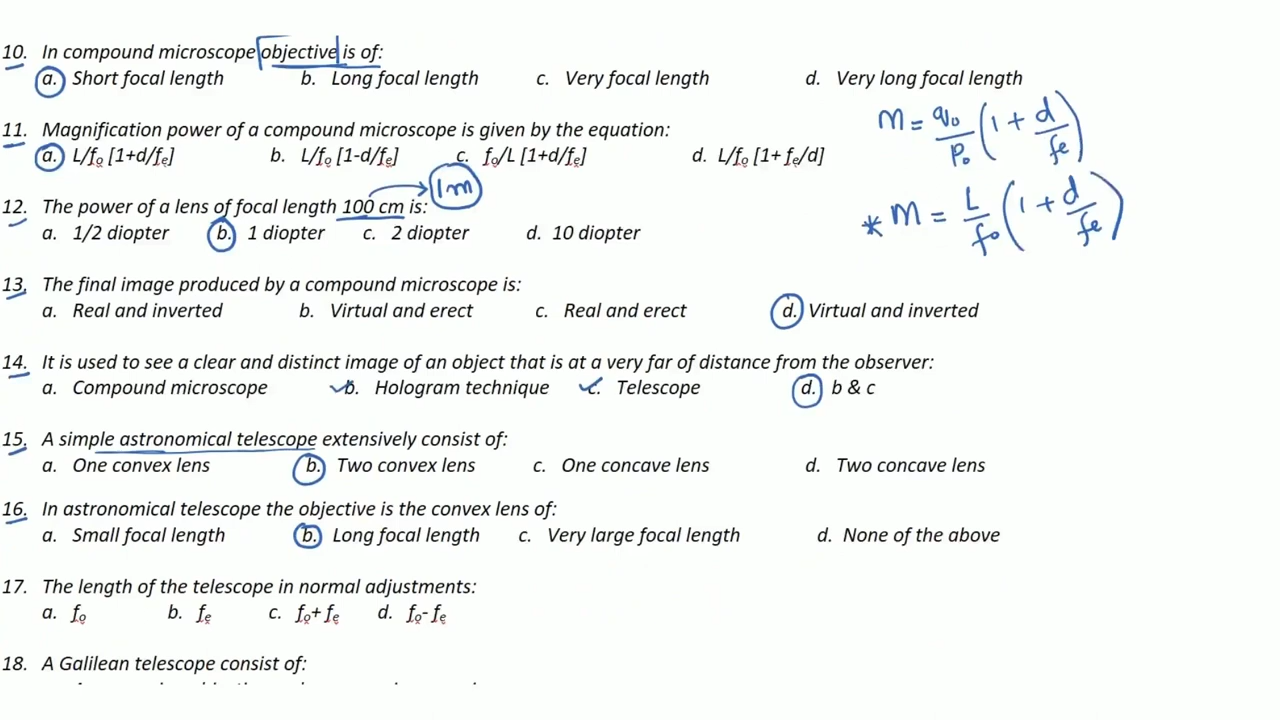 10. In compound microscope objective is of:
a. Short focal length b. Long focal length c. Very focal length d. Very long focal length
11. Magnification power of a compound microscope is given by the equation:
a. L/fo [1+d/fe] b. L/fo [1-d/fe] c. fo/L [1+d/fe] d. L/fo [1+ fe/d]
m = qo/Po (1 + d/fe)
12. The power of a lens of focal length 100 cm is:
1m
a. 1/2 diopter b. 1 diopter c. 2 diopter d. 10 diopter
* m = L/fo (1 + d/fe)
13. The final image produced by a compound microscope is:
a. Real and inverted b. Virtual and erect c. Real and erect d. Virtual and inverted
14. It is used to see a clear and distinct image of an object that is at a very far of distance from the observer:
a. Compound microscope b. Hologram technique c. Telescope d. b & c
15. A simple astronomical telescope extensively consist of:
a. One convex lens b. Two convex lens c. One concave lens d. Two concave lens
16. In astronomical telescope the objective is the convex lens of:
a. Small focal length b. Long focal length c. Very large focal length d. None of the above
17. The length of the telescope in normal adjustments:
a. fo b. fe c. fo+ fe d. fo- fe
18. A Galilean telescope consist of: